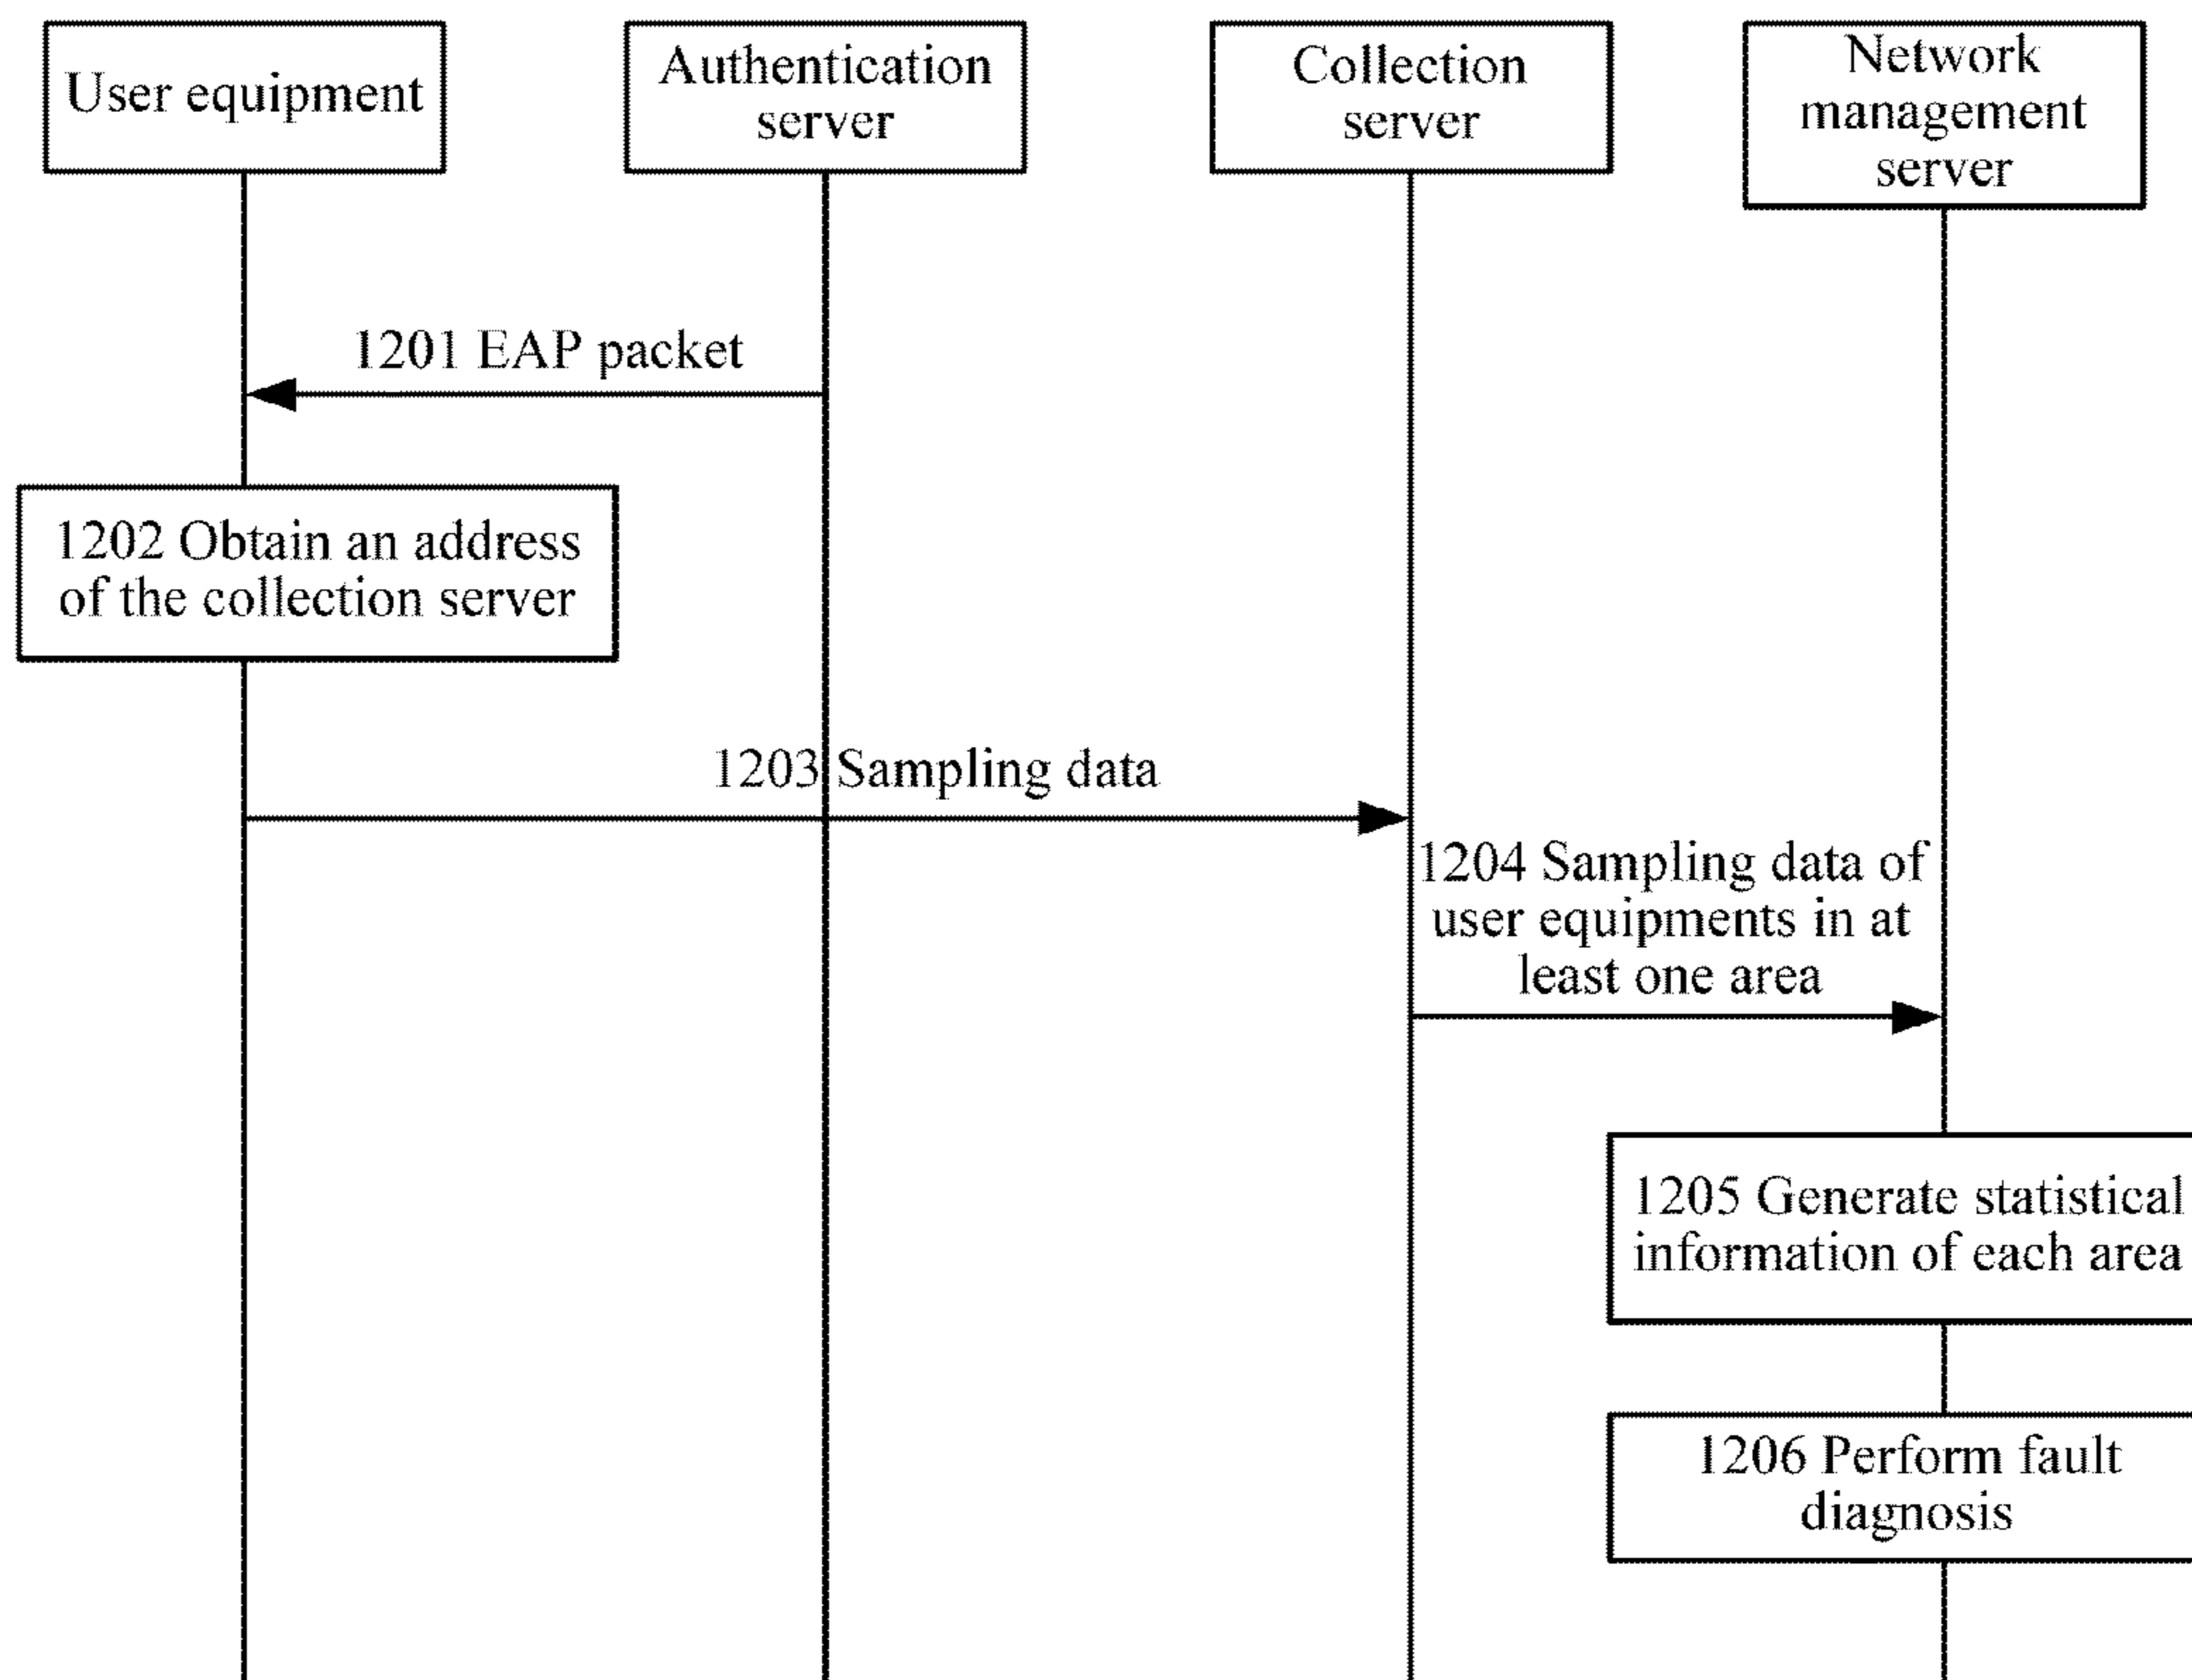 User equipment
Authentication
server
Collection
server
Network
management
server
1201 EAP packet
1202 Obtain an address
of the collection server
1203 Sampling data
1204 Sampling data of
user equipments in at
least one area
1205 Generate statistical
information of each area
1206 Perform fault
diagnosis